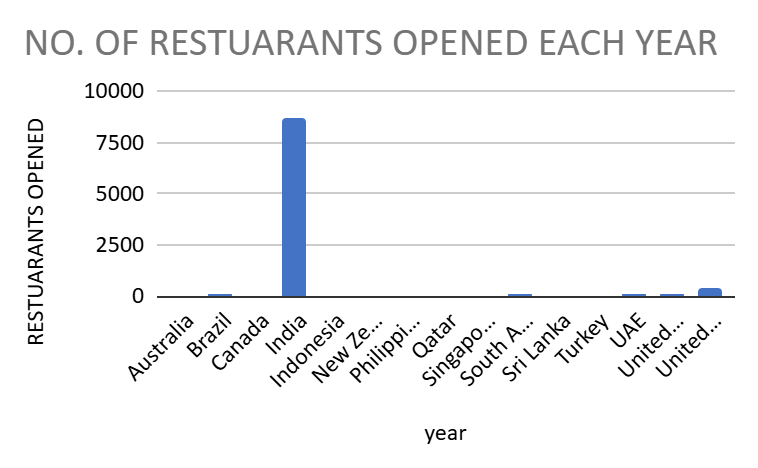 NO. OF RESTUARANTS OPENED EACH YEAR
RESTUARANTS OPENED
10000
7500
5000
2500
0
Australia
Brazil
Canada
India
Indonesia
New Ze...
Philippi...
Qatar
Singapo...
South A...
Sri Lanka
Turkey
UAE
United...
United...
year